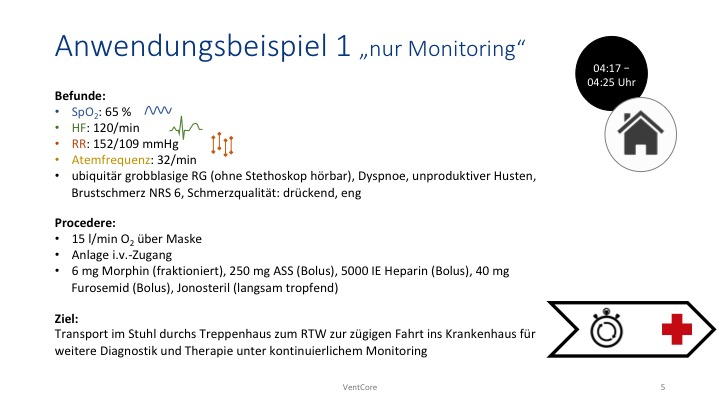 Anwendungsbeispiel 1 „nur Monitoring“
04:17 –
04:25 Uhr
Befunde:
• SpO2: 65 %
• HF: 120/min
• RR: 152/109 mmHg
• Atemfrequenz: 32/min
• ubiquitär grobblasige RG (ohne Stethoskop hörbar), Dyspnoe, unproduktiver Husten,
Brustschmerz NRS 6, Schmerzqualität: drückend, eng
Procedere:
• 15 l/min O2 über Maske
• Anlage i.v.-Zugang
• 6 mg Morphin (fraktioniert), 250 mg ASS (Bolus), 5000 IE Heparin (Bolus), 40 mg
Furosemid (Bolus), Jonosteril (langsam tropfend)
Ziel:
Transport im Stuhl durchs Treppenhaus zum RTW zur zügigen Fahrt ins Krankenhaus für
weitere Diagnostik und Therapie unter kontinuierlichem Monitoring
VentCore
5